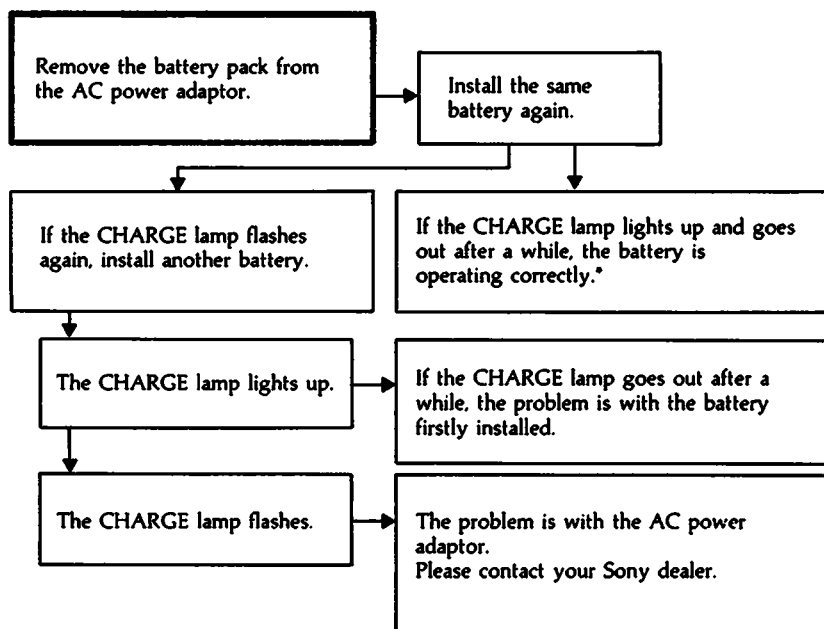 Remove the battery pack from
the AC power adaptor.
Install the same
battery again.
If the CHARGE lamp flashes
again, install another battery.
If the CHARGE lamp lights up and goes
out after a while, the battery is
operating correctly.*
The CHARGE lamp lights up.
If the CHARGE lamp goes out after a
while, the problem is with the battery
firstly installed.
The CHARGE lamp flashes.
The problem is with the AC power
adaptor.
Please contact your Sony dealer.